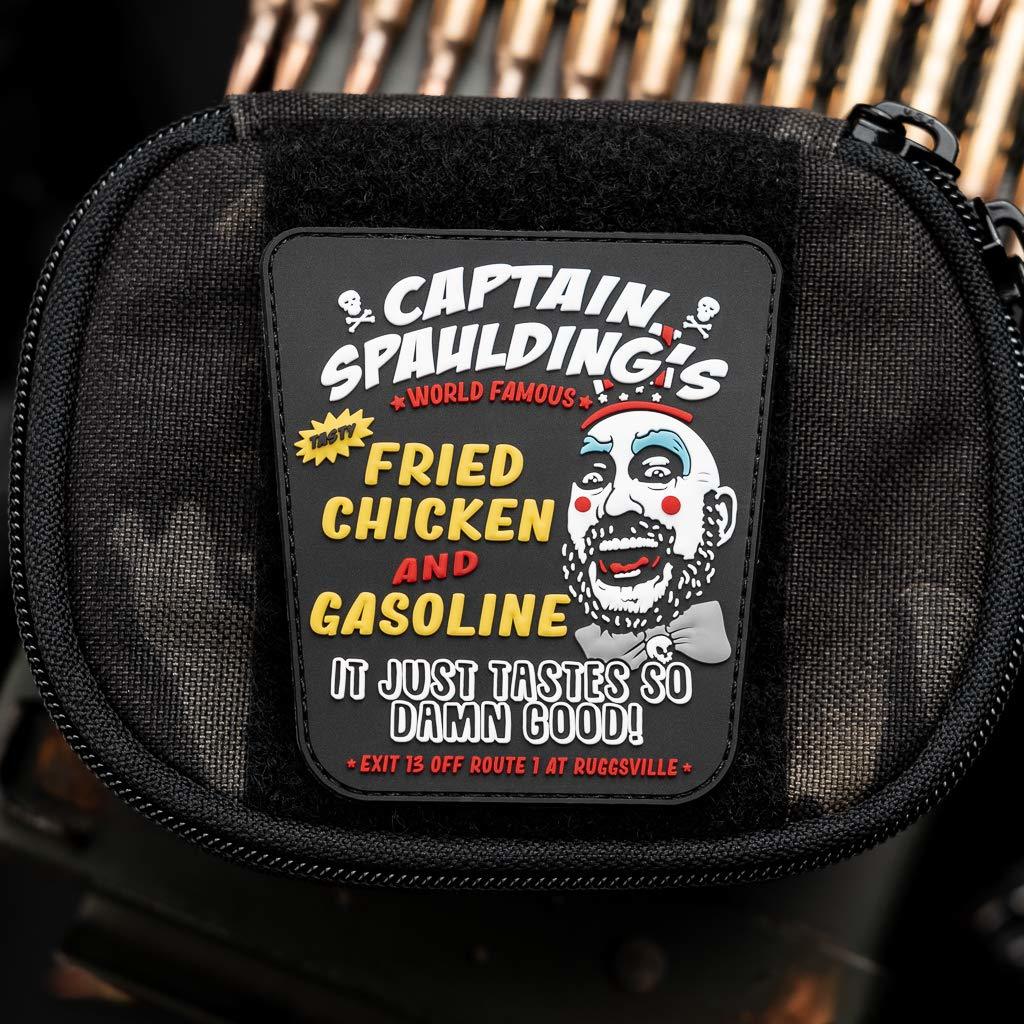 CAPTAIN
SPAULDING'S
WORLD FAMOUS
TASTY
FRIED
CHICKEN
AND
GASOLINE
IT JUST TASTES SO
DAMN GOOD!
EXIT 13 OFF ROUTE 1 AT RUGGSVILLE